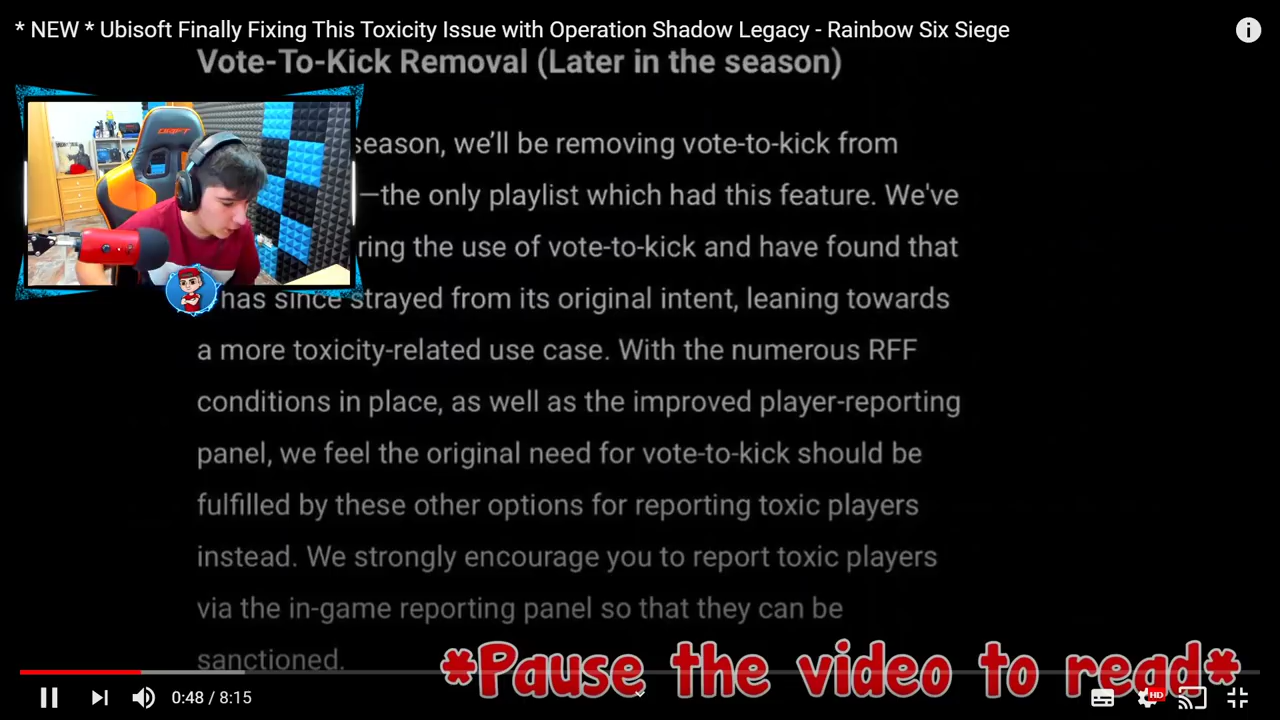 * NEW * Ubisoft Finally Fixing This Toxicity Issue with Operation Shadow Legacy - Rainbow Six Siege
Vote-To-Kick Removal (Later in the season)
season, we’ll be removing vote-to-kick from
—the only playlist which had this feature. We've
ring the use of vote-to-kick and have found that
has since strayed from its original intent, leaning towards
a more toxicity-related use case. With the numerous RFF
conditions in place, as well as the improved player-reporting
panel, we feel the original need for vote-to-kick should be
fulfilled by these other options for reporting toxic players
instead. We strongly encourage you to report toxic players
via the in-game reporting panel so that they can be
sanctioned.
*Pause the video to read*
0:48 / 8:15
HD
DRIFT